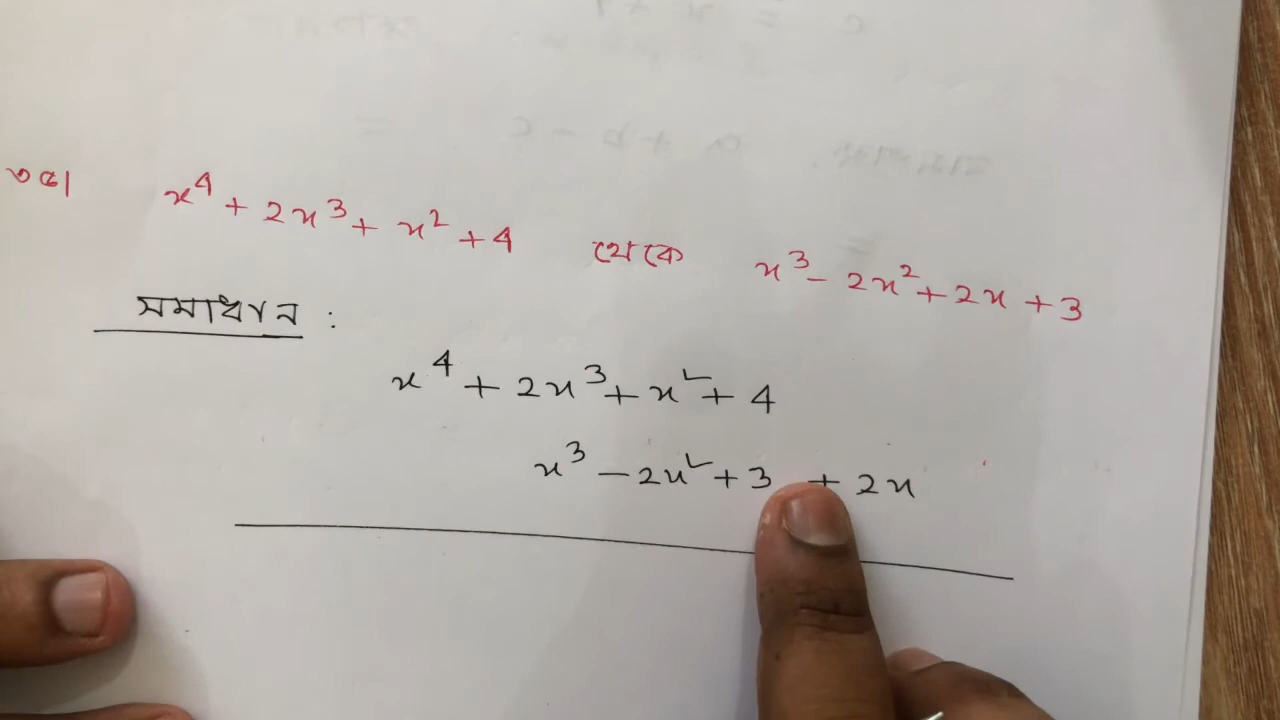 ৩৫। x⁴ + 2x³ + x² + 4 থেকে x³ - 2x² + 2x + 3
সমাধান :
x⁴ + 2x³ + x² + 4
x³ - 2x² + 3 + 2x